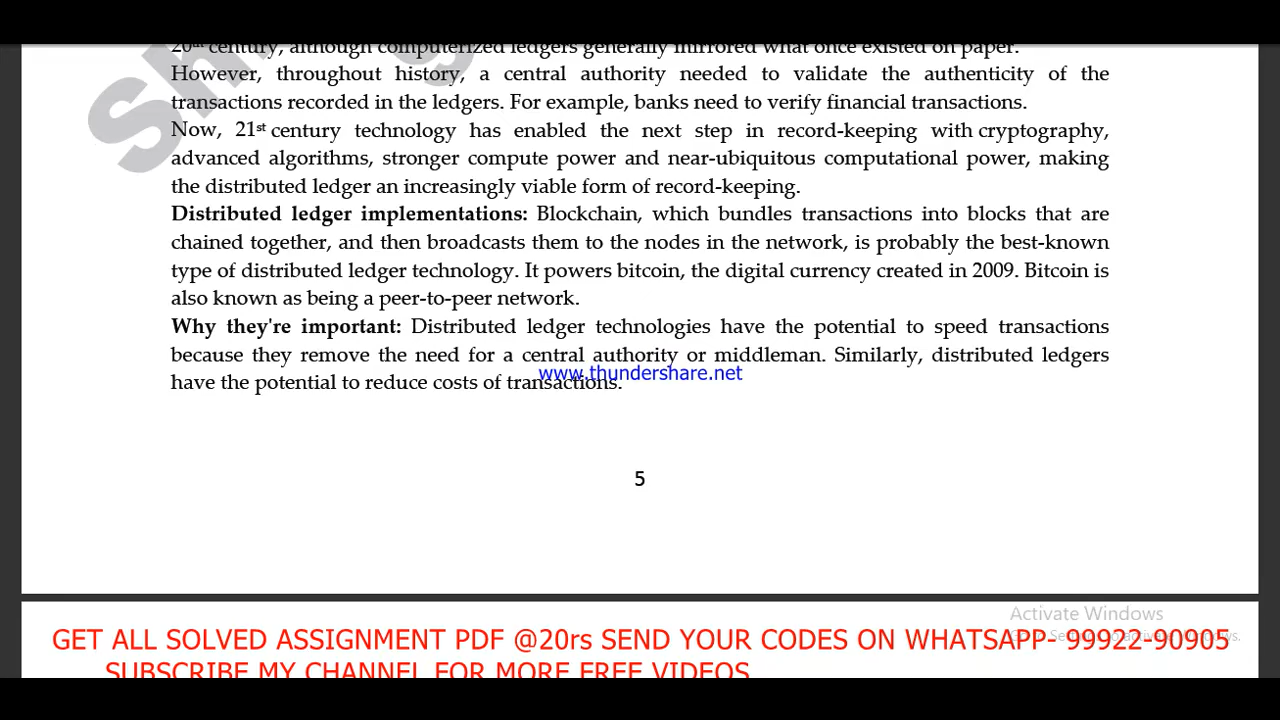 20th century, although computerized ledgers generally mirrored what once existed on paper.
However, throughout history, a central authority needed to validate the authenticity of the
transactions recorded in the ledgers. For example, banks need to verify financial transactions.
Now, 21st century technology has enabled the next step in record-keeping with cryptography,
advanced algorithms, stronger compute power and near-ubiquitous computational power, making
the distributed ledger an increasingly viable form of record-keeping.
Distributed ledger implementations: Blockchain, which bundles transactions into blocks that are
chained together, and then broadcasts them to the nodes in the network, is probably the best-known
type of distributed ledger technology. It powers bitcoin, the digital currency created in 2009. Bitcoin is
also known as being a peer-to-peer network.
Why they're important: Distributed ledger technologies have the potential to speed transactions
because they remove the need for a central authority or middleman. Similarly, distributed ledgers
www.thundershare.net
have the potential to reduce costs of transactions.
5
Activate Windows
GET ALL SOLVED ASSIGNMENT PDF @20rs SEND YOUR CODES ON WHATSAPP- 99922-90905
SUBSCRIBE MY CHANNEL FOR MORE FREE VIDEOS